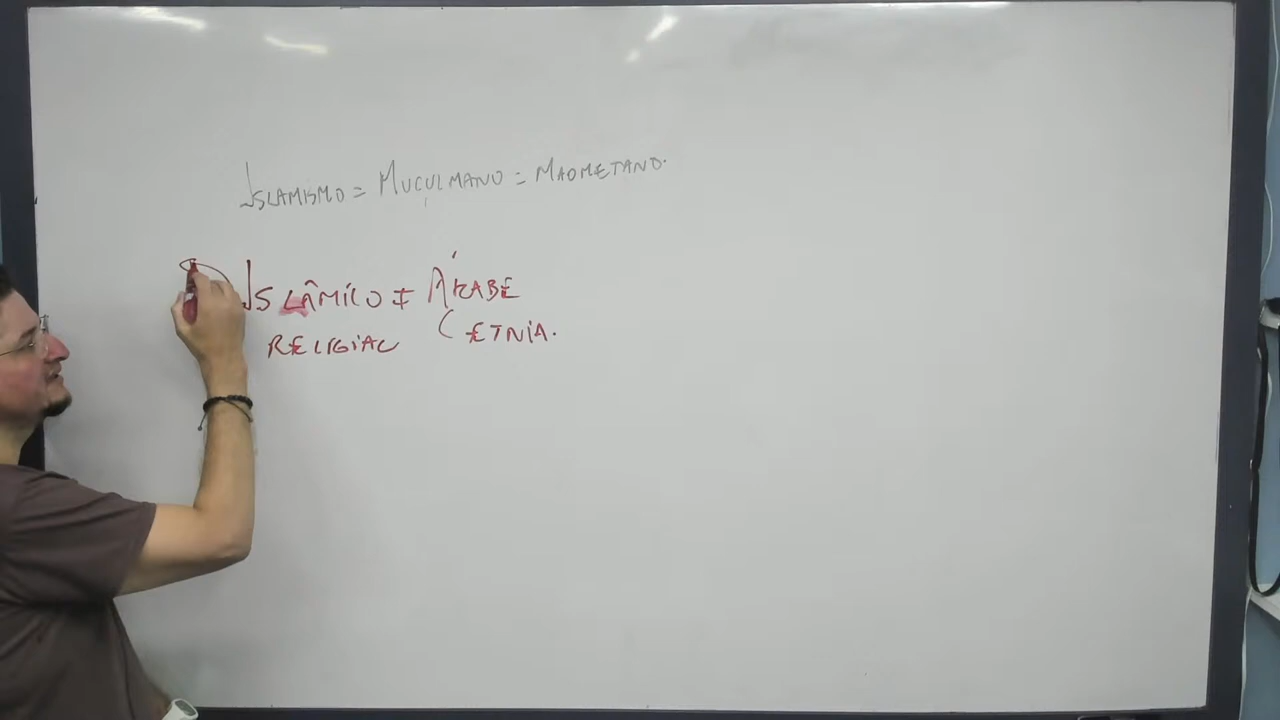 ISLAMISMO = MUÇULMANO = MAOMETANO.
ISLÂMICO ≠ ÁRABE
RELIGIÃO ( ETNIA.